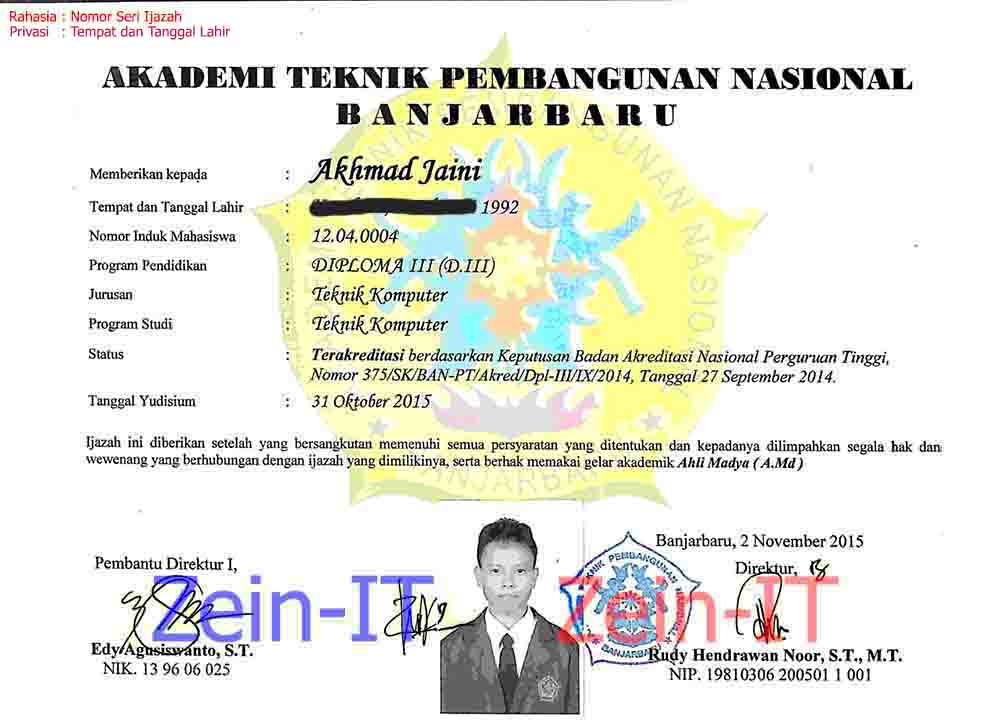 Rahasia : Nomor Seri Ijazah
Privasi : Tempat dan Tanggal Lahir
AKADEMI TEKNIK PEMBANGUNAN NASIONAL
BANJARBARU
Memberikan kepada : Akhmad Jaini
Tempat dan Tanggal Lahir : 1992
Nomor Induk Mahasiswa : 12.04.0004
Program Pendidikan : DIPLOMA III (D.III)
Jurusan : Teknik Komputer
Program Studi : Teknik Komputer
Status : Terakreditasi berdasarkan Keputusan Badan Akreditasi Nasional Perguruan Tinggi,
Nomor 375/SK/BAN-PT/Akred/Dpl-III/IX/2014, Tanggal 27 September 2014.
Tanggal Yudisium : 31 Oktober 2015
Ijazah ini diberikan setelah yang bersangkutan memenuhi semua persyaratan yang ditentukan dan kepadanya dilimpahkan segala hak dan
wewenang yang berhubungan dengan ijazah yang dimilikinya, serta berhak memakai gelar akademik Ahli Madya ( A.Md )
Banjarbaru, 2 November 2015
Pembantu Direktur I,
Direktur,
Zein-IT
Zein-IT
TEKNIK PEMBANGUNAN NASIONAL
BANJARBARU
Edy Agusiswanto, S.T.
NIK. 13 96 06 025
Rudy Hendrawan Noor, S.T., M.T.
NIP. 19810306 200501 1 001